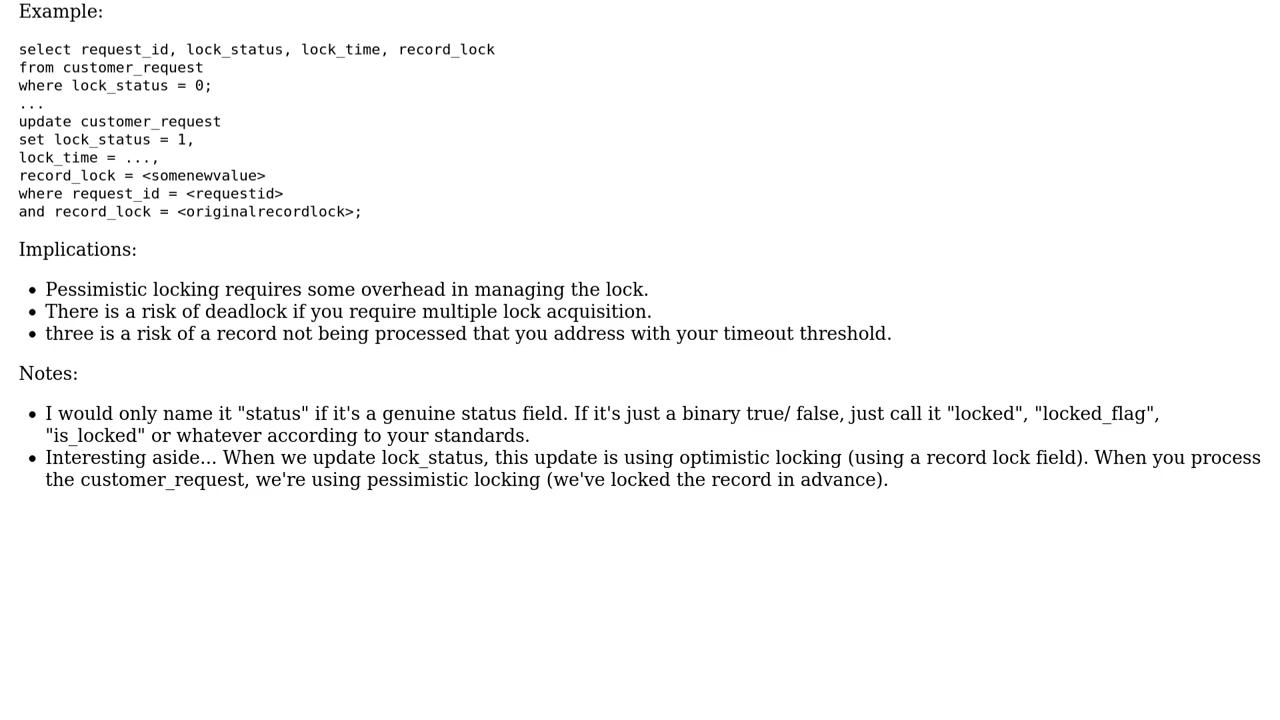 Example:
select request_id, lock_status, lock_time, record_lock
from customer_request
where lock_status = 0;
...
update customer_request
set lock_status = 1,
lock_time = ...,
record_lock = <somenewvalue>
where request_id = <requestid>
and record_lock = <originalrecordlock>;
Implications:
• Pessimistic locking requires some overhead in managing the lock.
• There is a risk of deadlock if you require multiple lock acquisition.
• three is a risk of a record not being processed that you address with your timeout threshold.
Notes:
• I would only name it "status" if it's a genuine status field. If it's just a binary true/ false, just call it "locked", "locked_flag",
"is_locked" or whatever according to your standards.
• Interesting aside... When we update lock_status, this update is using optimistic locking (using a record lock field). When you process
the customer_request, we're using pessimistic locking (we've locked the record in advance).